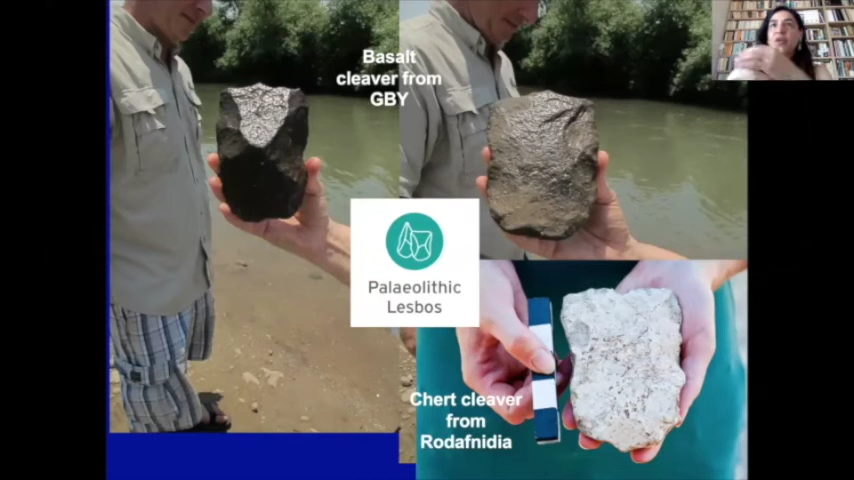 Basalt
cleaver from
GBY
Palaeolithic
Lesbos
Chert cleaver
from
Rodafnidia